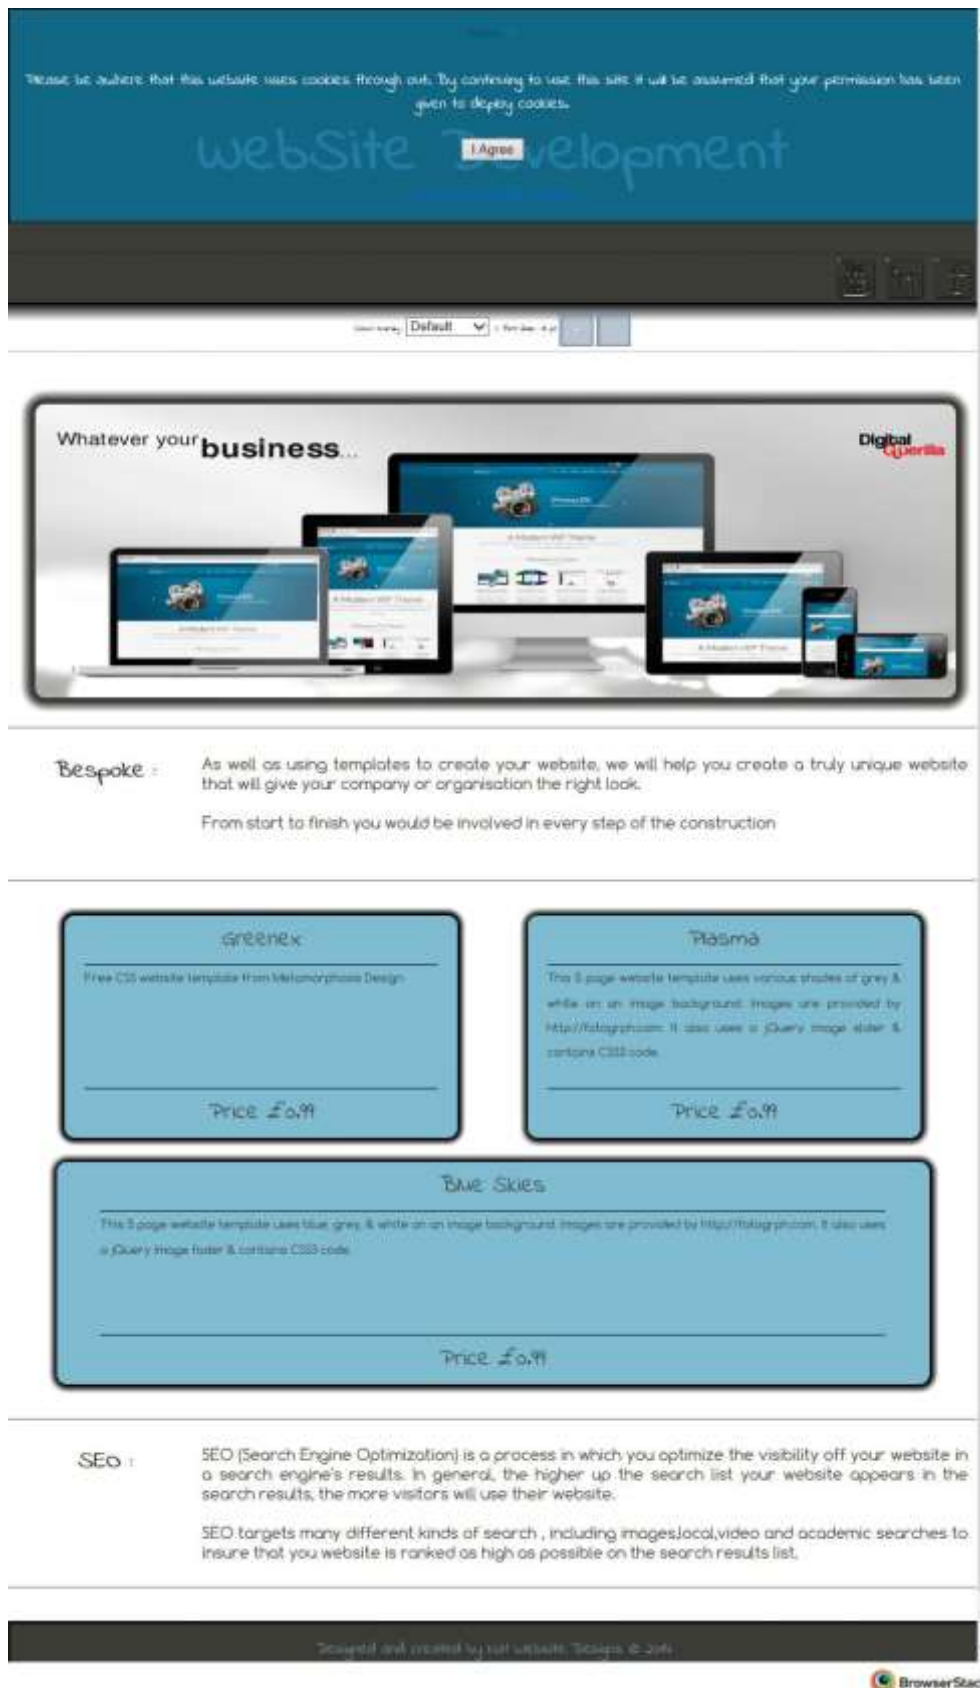 Please be awhere that this website uses cookies through out. By continuing to use this site it will be assumed that your permission has been
given to deploy cookies.
I Agree
webSite Development
Default
Whatever your business...
Digital
Guerilla
A Modern WP Theme
Bespoke :
As well as using templates to create your website, we will help you create a truly unique website
that will give your company or organisation the right look.
From start to finish you would be involved in every step of the construction
Greenex
Free CSS website template from Metamorphosis Design
Price £0.99
Plasma
This 5 page website template uses various shades of grey &
white on an image background. Images are provided by
http://fotogrph.com. It also uses a jQuery image slider &
contains CSS3 code.
Price £0.99
Blue Skies
This 5 page website template uses blue, grey, & white on an image background. Images are provided by http://fotogrph.com. It also uses
a jQuery image fader & contains CSS3 code.
Price £0.99
SEO :
SEO (Search Engine Optimization) is a process in which you optimize the visibility off your website in
a search engine's results. In general, the higher up the search list your website appears in the
search results, the more visitors will use their website.
SEO targets many different kinds of search , including images,local,video and academic searches to
insure that you website is ranked as high as possible on the search results list.
Designed and created by website Designs ©
BrowserStac